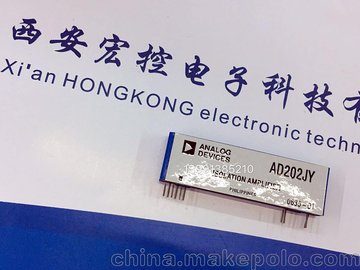 西安宏控电子科技有
Xi'an HONGKONG electronic techn
ANALOG
DEVICES
AD202JY
ISOLATION AMPLIFIER
PHILIPPINES
china.makepolo.com